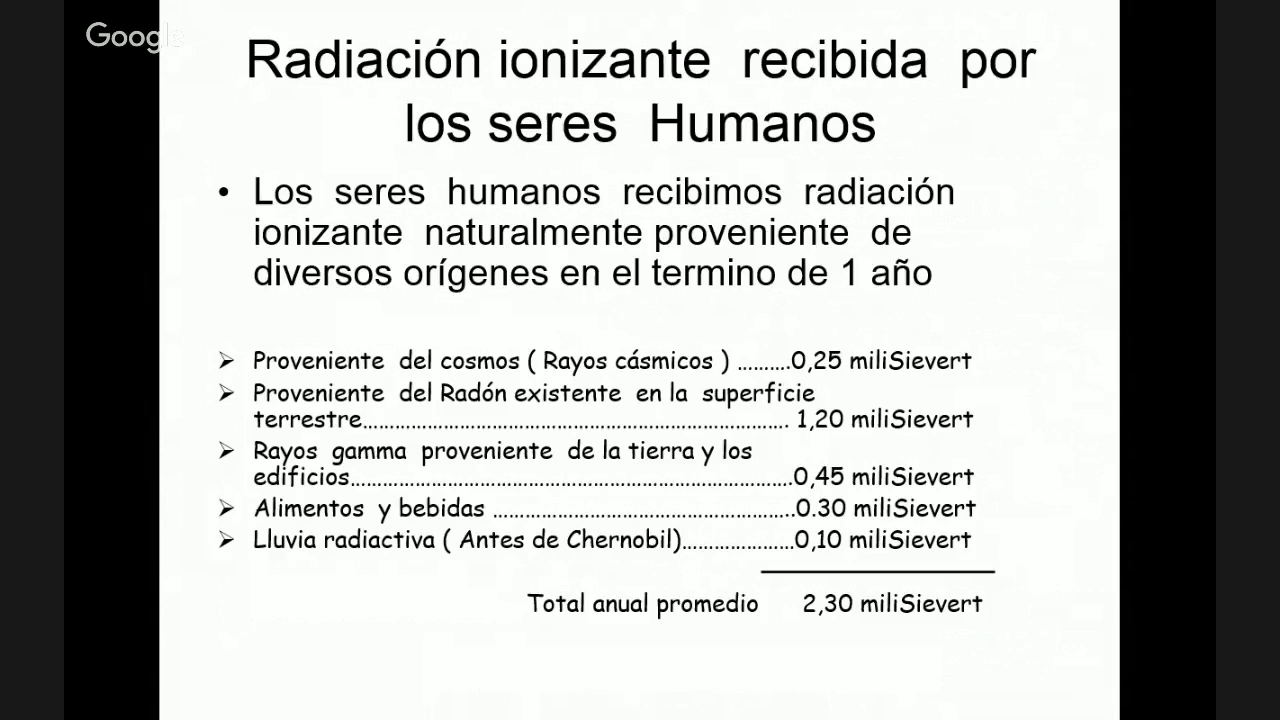 Google
Radiación ionizante recibida por
los seres Humanos
• Los seres humanos recibimos radiación
ionizante naturalmente proveniente de
diversos orígenes en el termino de 1 año
➢ Proveniente del cosmos ( Rayos cásmicos ) ..........0,25 miliSievert
➢ Proveniente del Radón existente en la superficie
terrestre................................................................................. 1,20 miliSievert
➢ Rayos gamma proveniente de la tierra y los
edificios....................................................................................0,45 miliSievert
➢ Alimentos y bebidas .........................................................0.30 miliSievert
➢ Lluvia radiactiva ( Antes de Chernobil).....................0,10 miliSievert
Total anual promedio 2,30 miliSievert